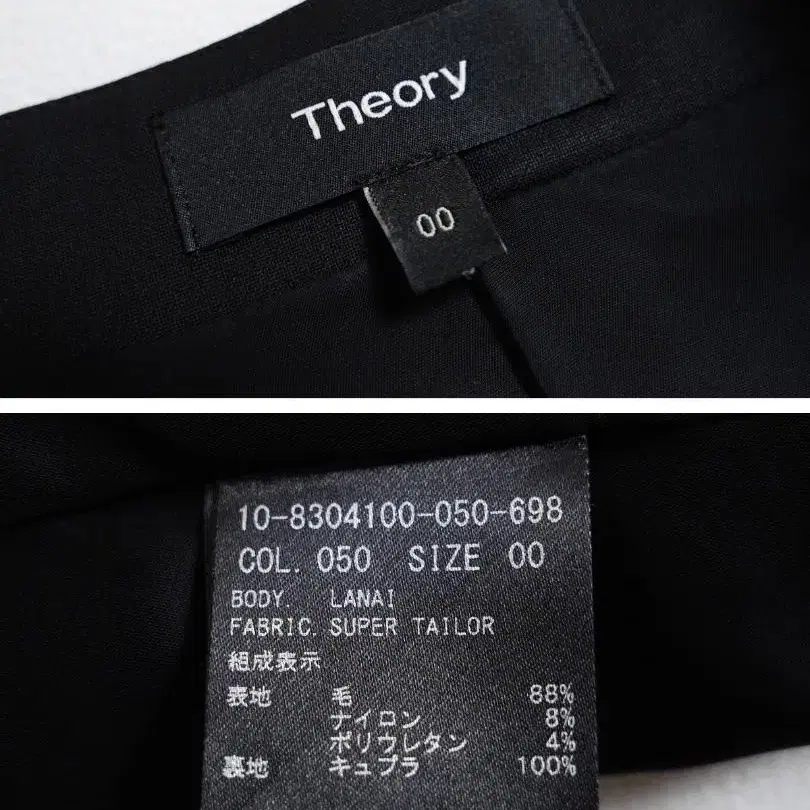 Theory
00
10-8304100-050-698
COL. 050 SIZE 00
BODY. LANAI
FABRIC. SUPER TAILOR
組成表示
表地 毛 88%
ナイロン 8%
ポリウレタン 4%
裏地 キュプラ 100%